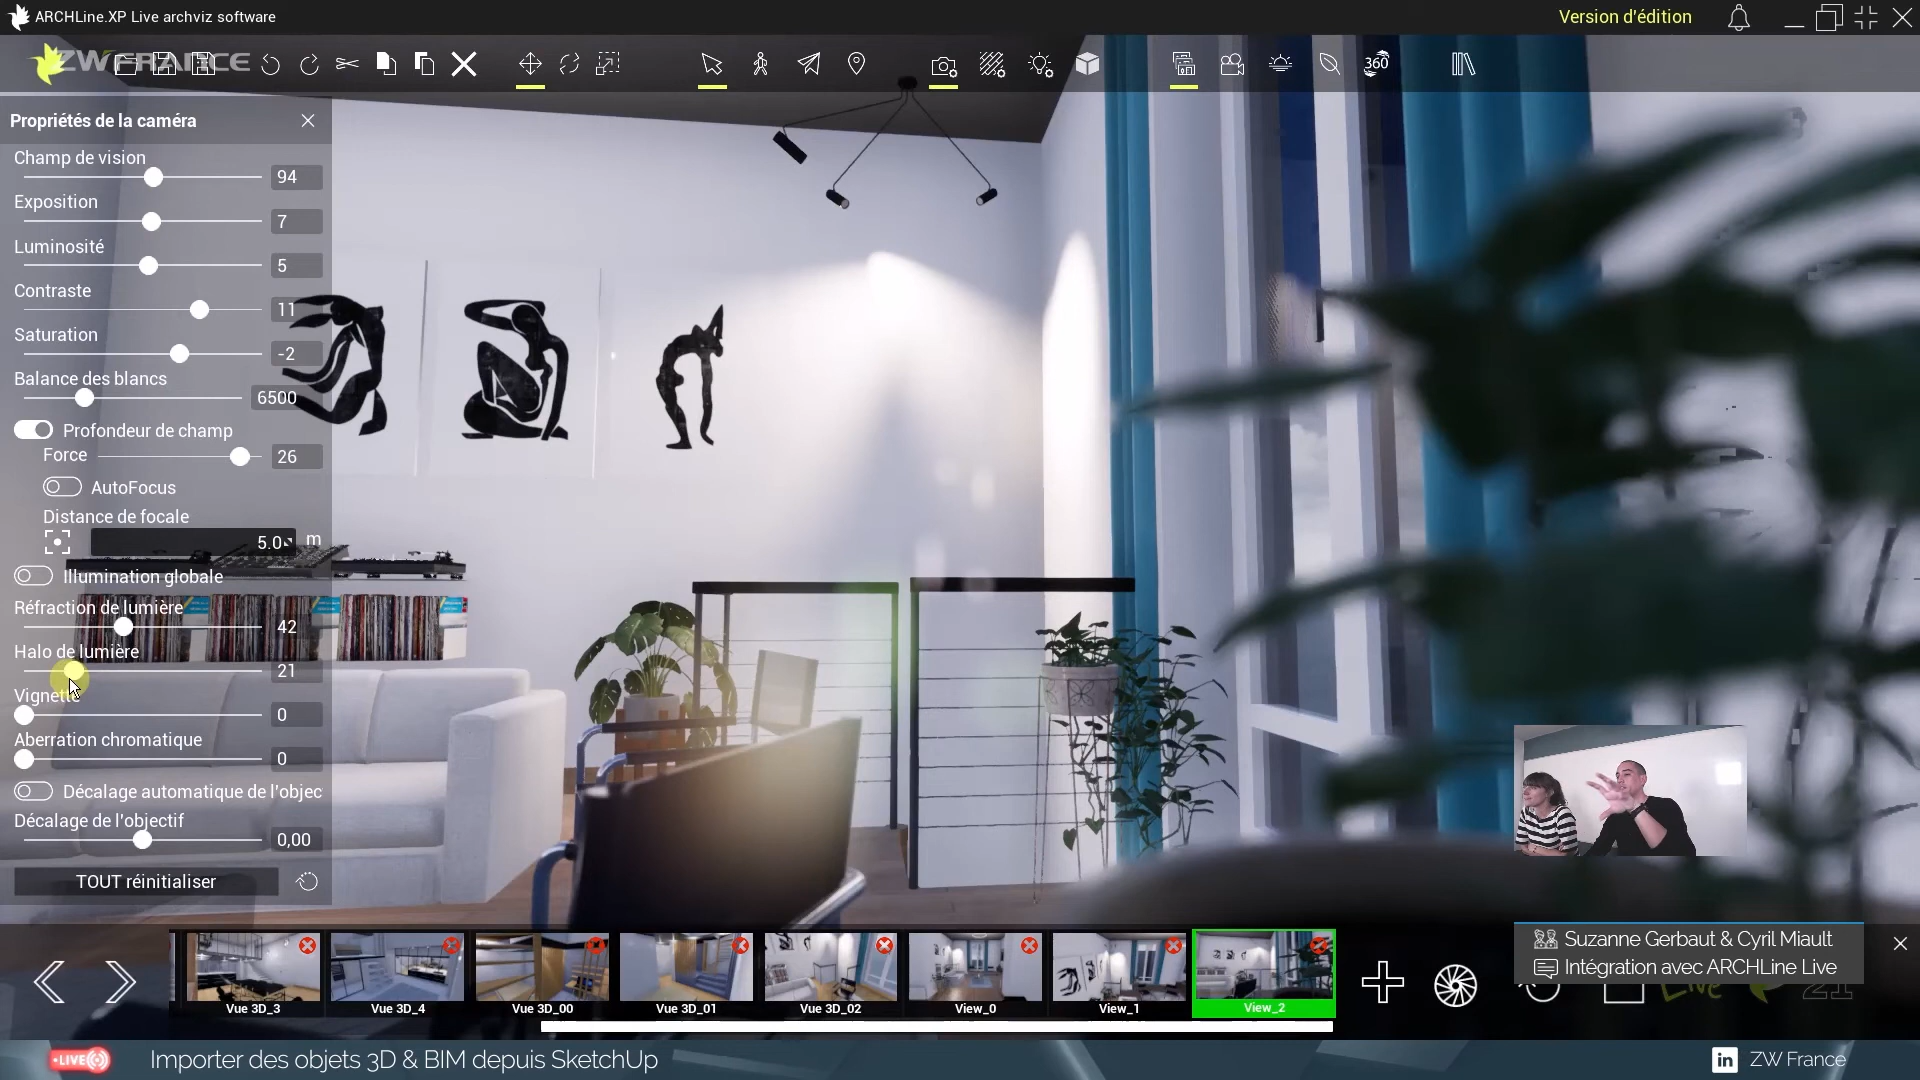 ARCHLine.XP Live archviz software
Version d'édition
ZWFRANCE
360
Propriétés de la caméra
Champ de vision
94
Exposition
7
Luminosité
5
Contraste
11
Saturation
-2
Balance des blancs
6500
Profondeur de champ
Force
26
AutoFocus
Distance de focale
5.0
m
Illumination globale
Réfraction de lumière
42
Halo de lumière
21
Vignette
0
Aberration chromatique
0
Décalage automatique de l'objec
Décalage de l'objectif
0,00
TOUT réinitialiser
Vue 3D_3
Vue 3D_4
Vue 3D_00
Vue 3D_01
Vue 3D_02
View_0
View_1
View_2
Suzanne Gerbaut & Cyril Miault
Intégration avec ARCHLine Live
Live
21
LIVE
Importer des objets 3D & BIM depuis SketchUp
in
ZW France